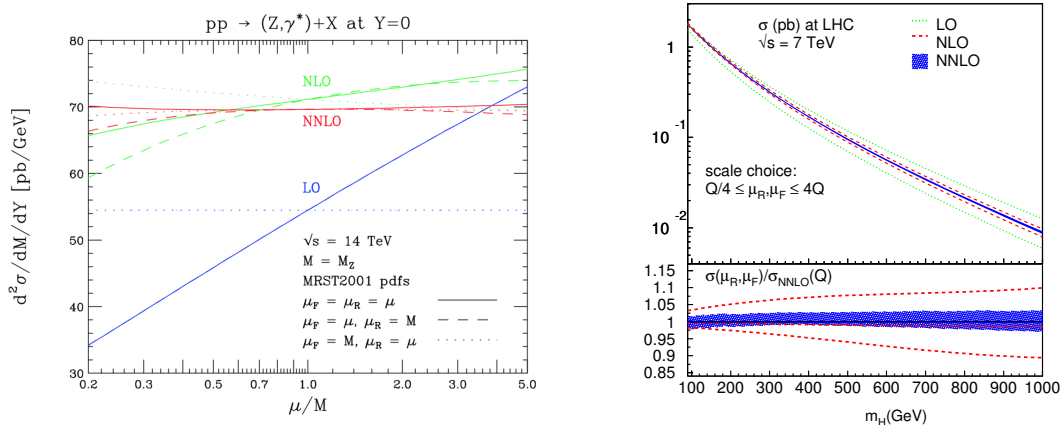 pp → (Z,γ*)+X at Y=0
d²σ/dM/dY [pb/GeV]
80
70
60
50
40
30
NLO
NNLO
LO
√s = 14 TeV
M = M_Z
MRST2001 pdfs
μ_F = μ_R = μ
μ_F = μ, μ_R = M
μ_F = M, μ_R = μ
0.2 0.3 0.5 0.7 1.0 2.0 3.0 5.0
μ/M
σ (pb) at LHC
√s = 7 TeV
LO
NLO
NNLO
1
10⁻¹
10⁻²
scale choice:
Q/4 ≤ μ_R,μ_F ≤ 4Q
σ(μ_R,μ_F)/σ_NNLO(Q)
1.15
1.1
1.05
1
0.95
0.9
0.85
100 200 300 400 500 600 700 800 900 1000
m_H(GeV)